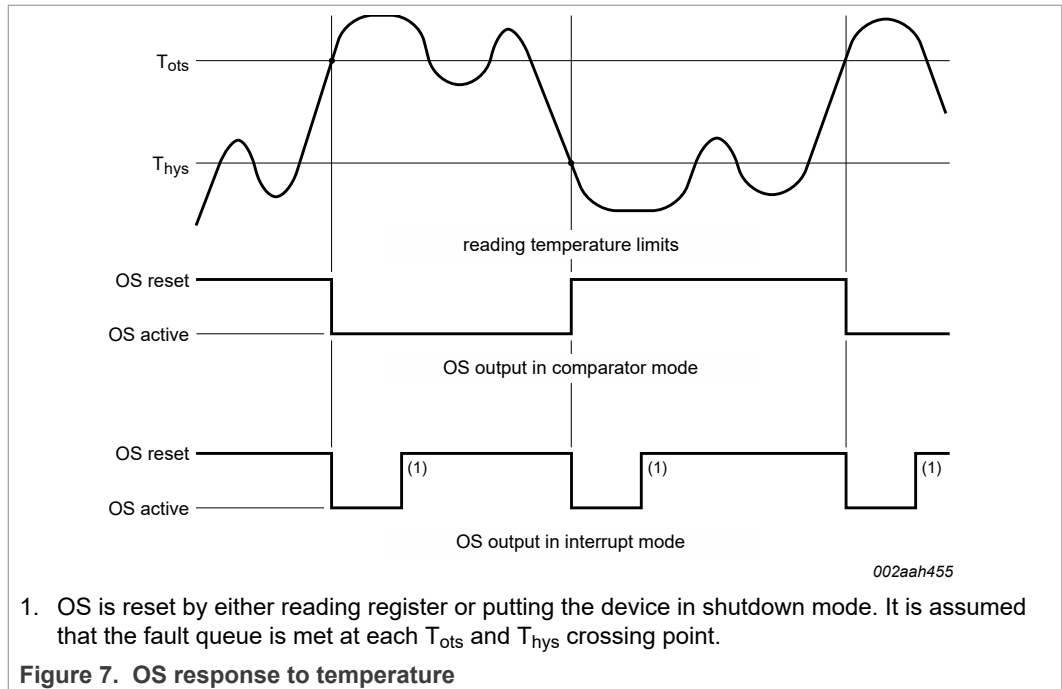 Tots
Thys
reading temperature limits
OS reset
OS active
OS output in comparator mode
OS reset
(1)
(1)
(1)
OS active
OS output in interrupt mode
002aah455
1. OS is reset by either reading register or putting the device in shutdown mode. It is assumed
that the fault queue is met at each Tots and Thys crossing point.
Figure 7. OS response to temperature